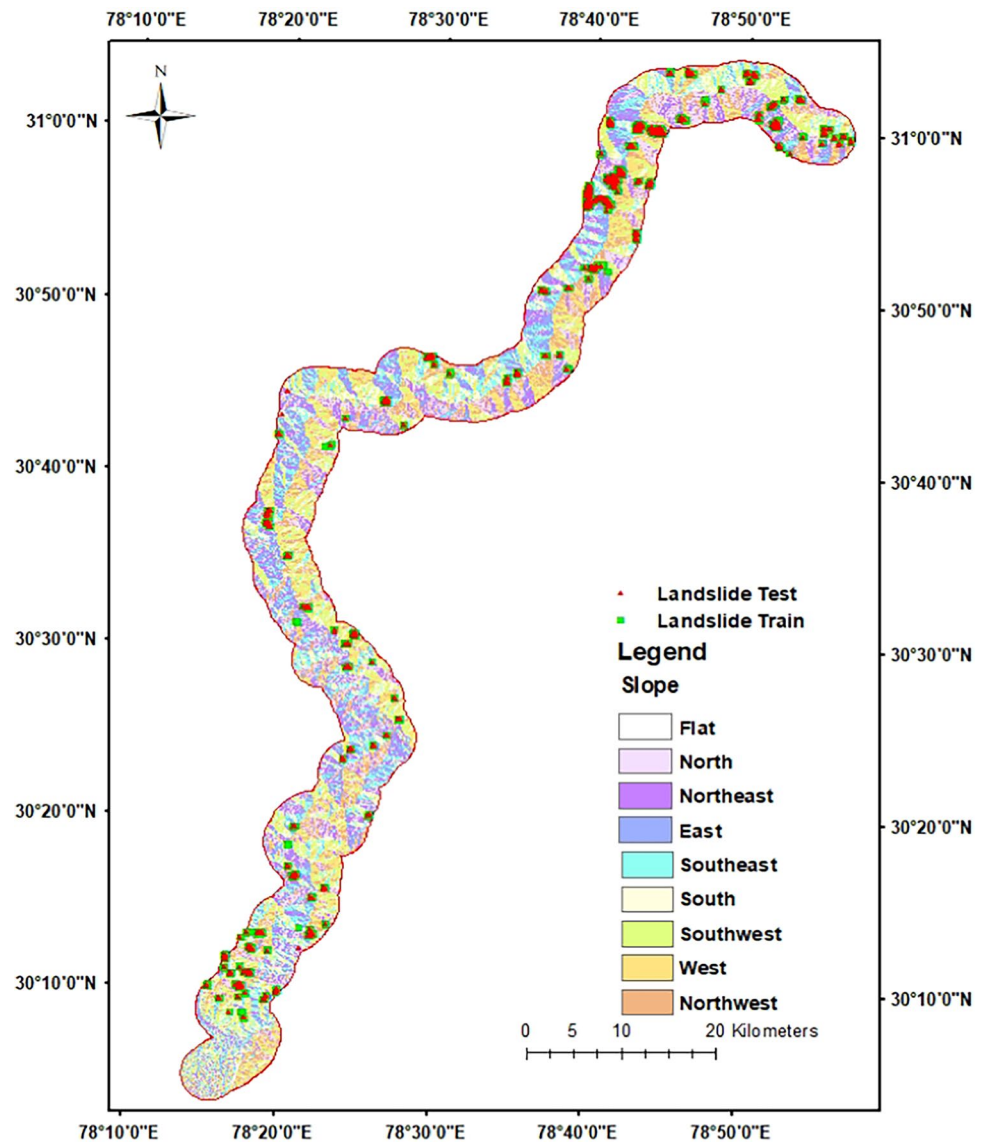 78°10'0"E 78°20'0"E 78°30'0"E 78°40'0"E 78°50'0"E
N
31°0'0"N
31°0'0"N
30°50'0"N
30°50'0"N
30°40'0"N
30°40'0"N
30°30'0"N
30°30'0"N
30°20'0"N
30°20'0"N
30°10'0"N
30°10'0"N
Landslide Test
Landslide Train
Legend
Slope
Flat
North
Northeast
East
Southeast
South
Southwest
West
Northwest
0 5 10 20 Kilometers
78°10'0"E 78°20'0"E 78°30'0"E 78°40'0"E 78°50'0"E